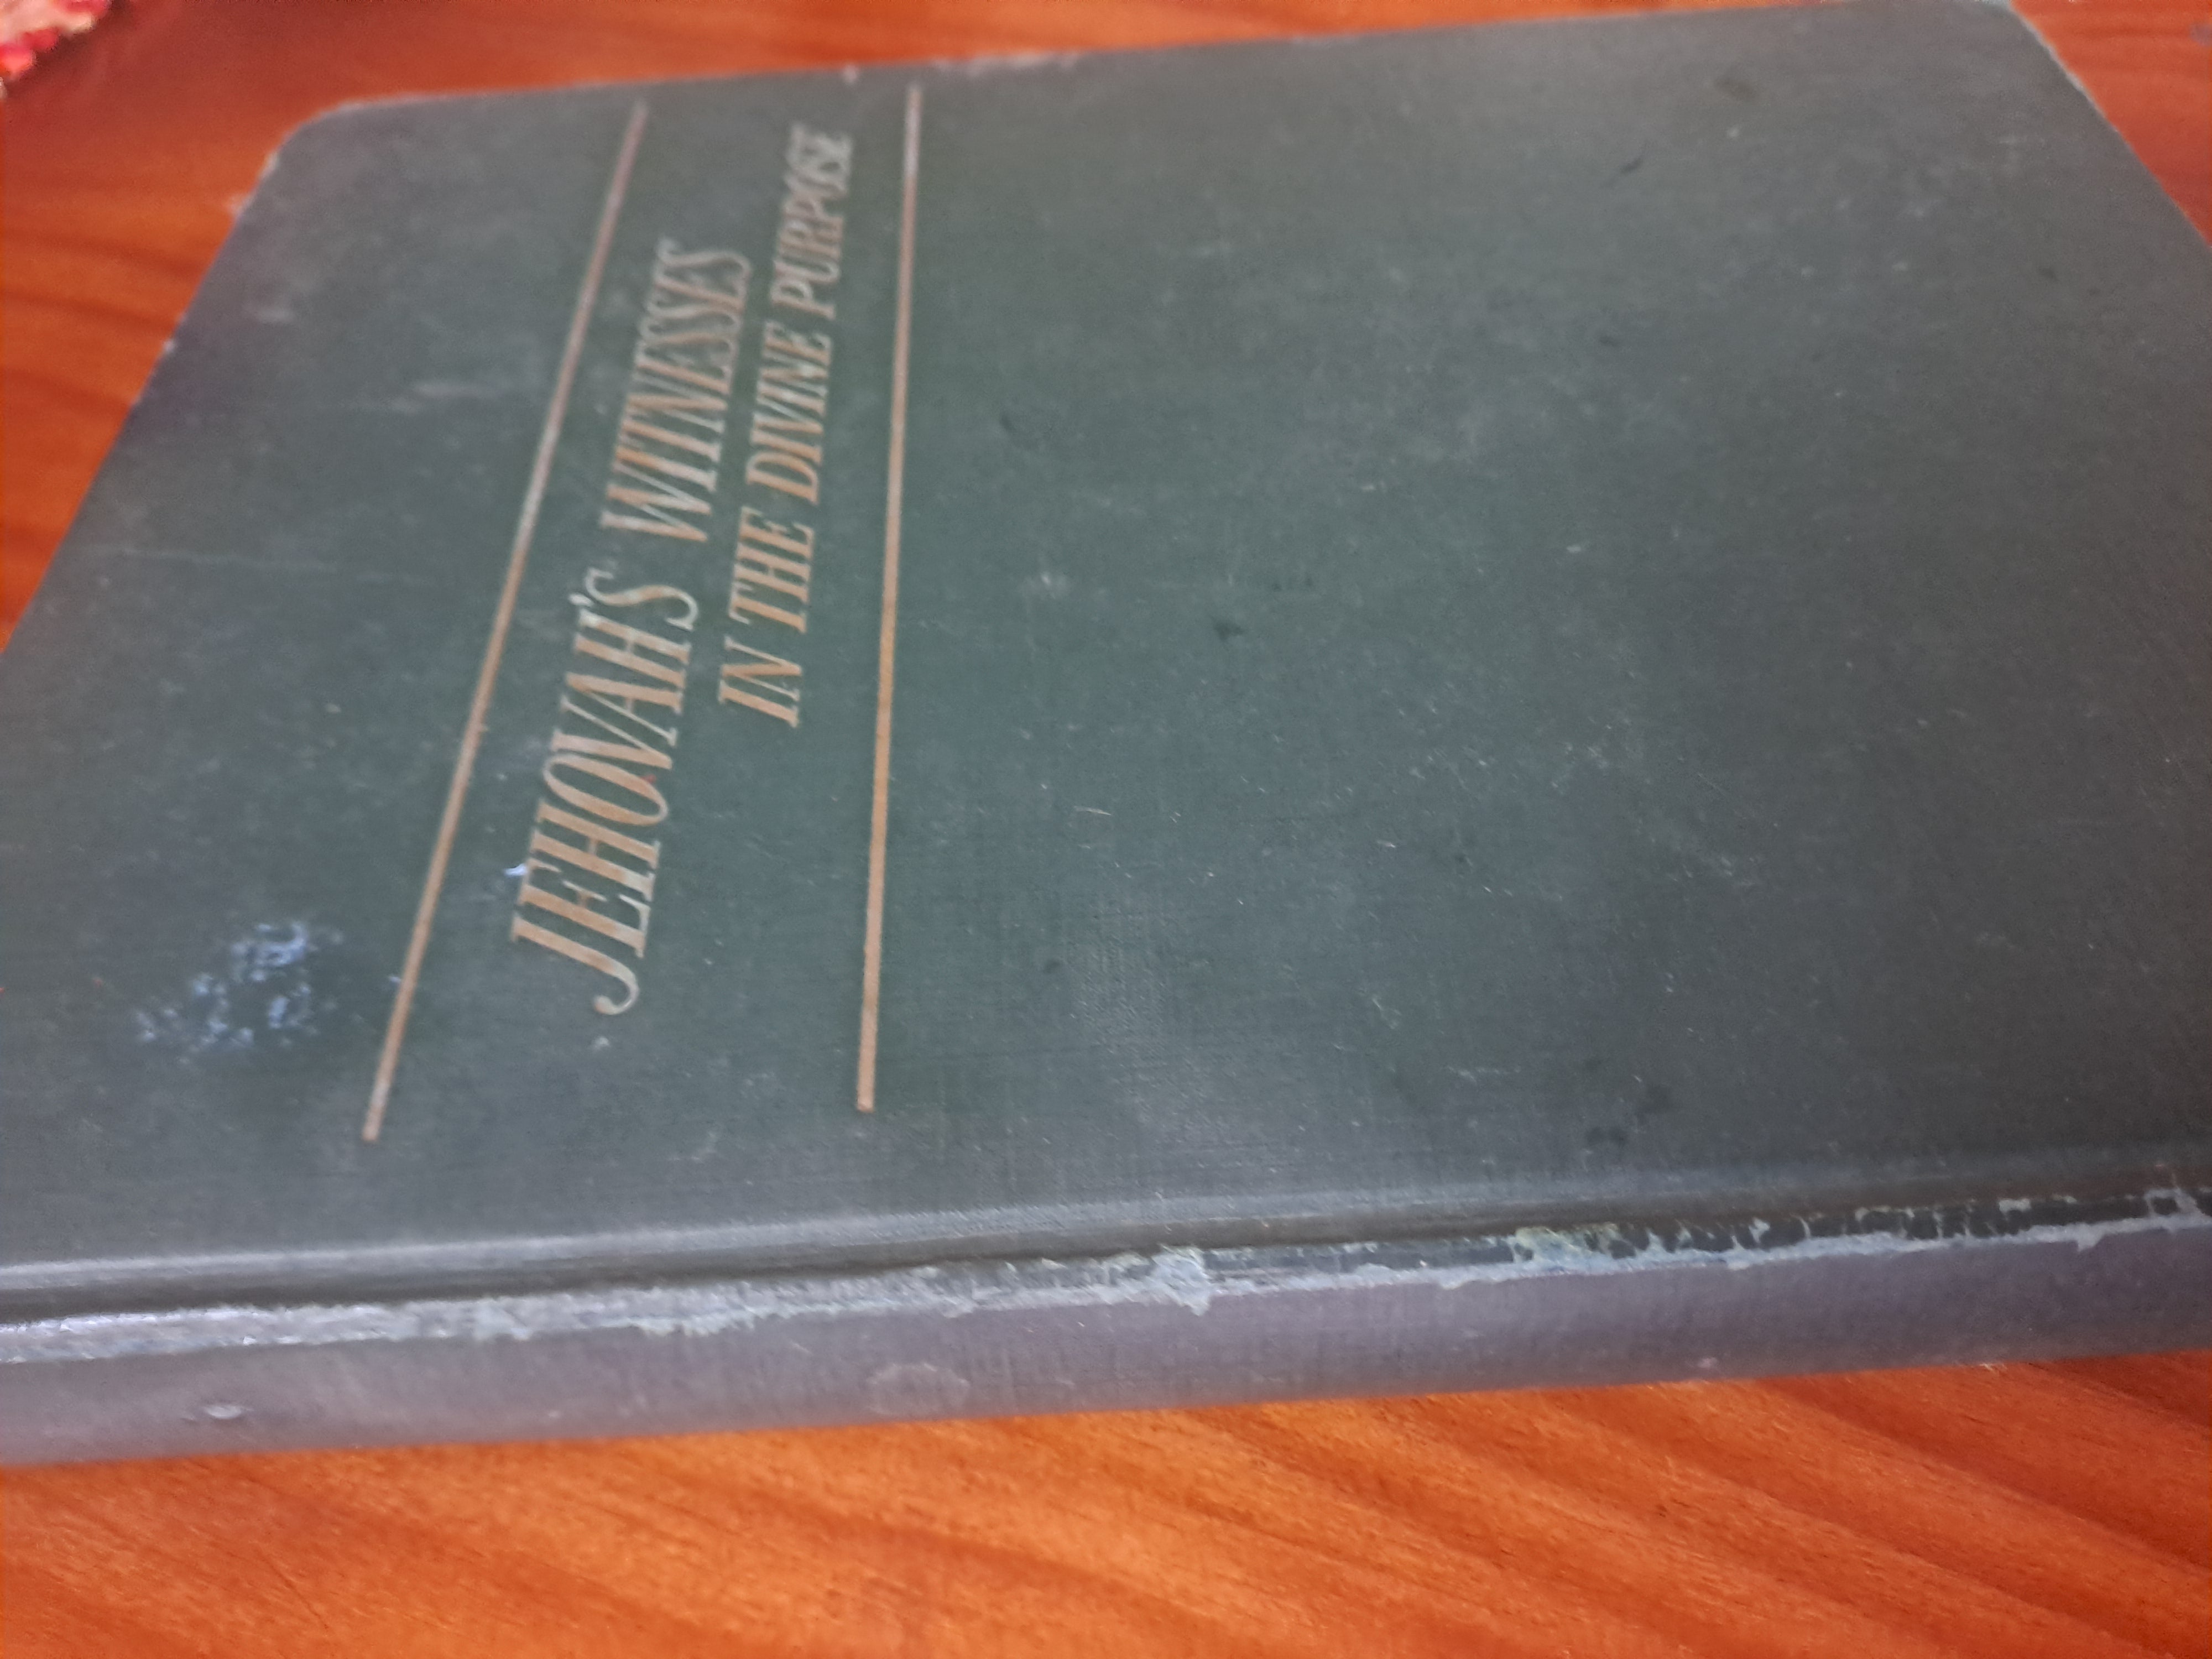 JEHOVAH'S WITNESSES
IN THE DIVINE PURPOSE